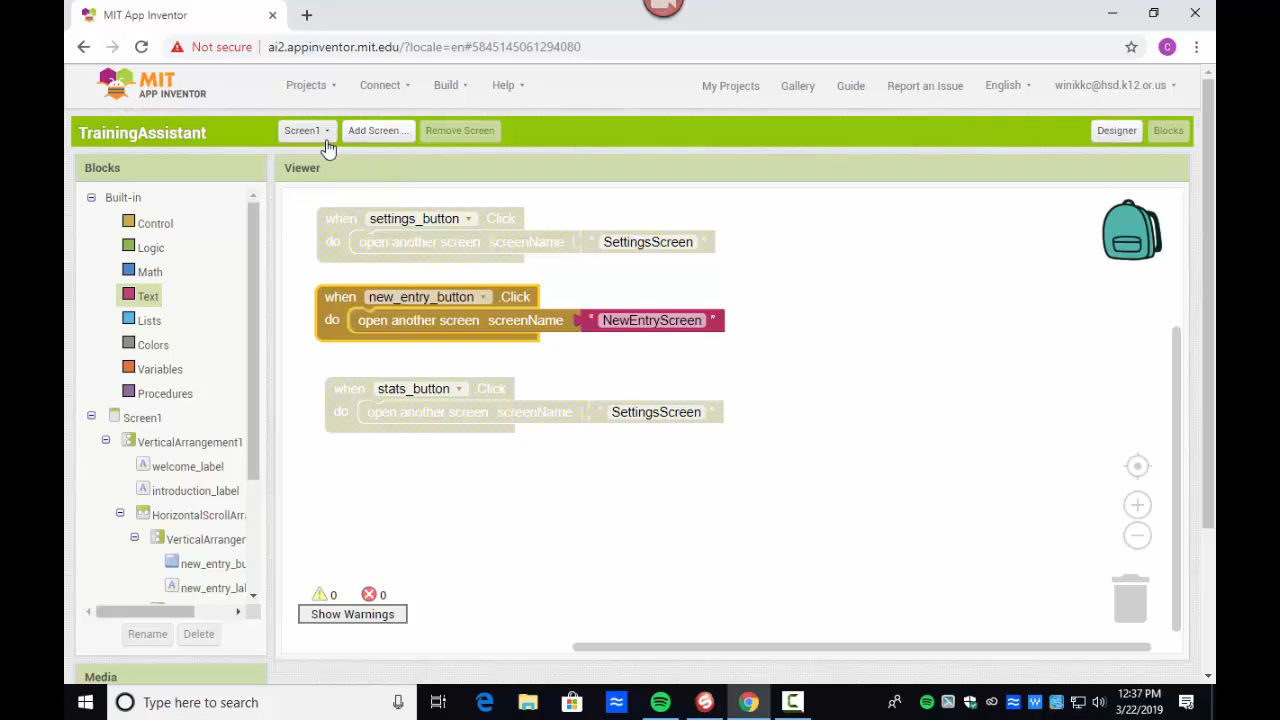 MIT App Inventor
Not secure
ai2.appinventor.mit.edu/?locale=en#5845145061294080
C
MIT
APP INVENTOR
Projects
Connect
Build
Help
My Projects
Gallery
Guide
Report an Issue
English
winikkc@hsd.k12.or.us
TrainingAssistant
Screen1
Add Screen ...
Remove Screen
Designer
Blocks
Blocks
Viewer
Built-in
Control
Logic
Math
Text
Lists
Colors
Variables
Procedures
Screen1
VerticalArrangement1
A welcome_label
A introduction_label
HorizontalScrollArr
VerticalArranger
new_entry_bu
A new_entry_lal
Rename
Delete
Media
when settings_button .Click
do open another screen screenName " SettingsScreen "
when new_entry_button .Click
do open another screen screenName " NewEntryScreen "
when stats_button .Click
do open another screen screenName " SettingsScreen "
0
0
Show Warnings
Type here to search
12:37 PM
3/22/2019